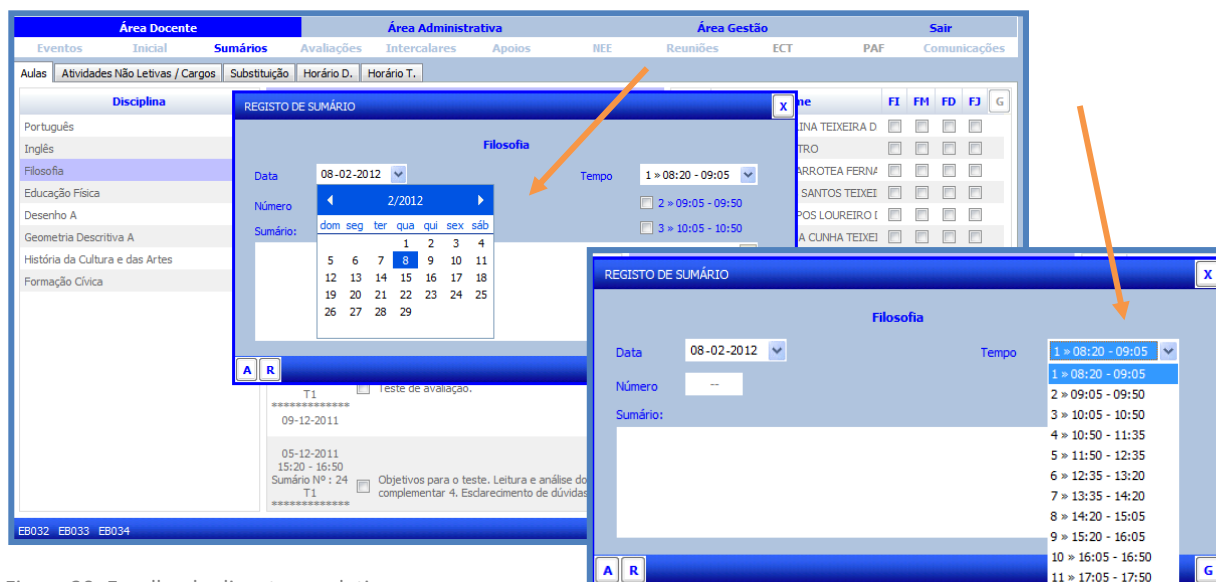 Área Docente Área Administrativa Área Gestão Sair
Eventos Inicial Sumários Avaliações Intercalares Apoios NEE Reuniões ECT PAF Comunicações
Aulas Atividades Não Letivas / Cargos Substituição Horário D. Horário T.
Disciplina
Português
Inglês
Filosofia
Educação Física
Desenho A
Geometria Descritiva A
História da Cultura e das Artes
Formação Cívica
REGISTO DE SUMÁRIO X
Filosofia
Data 08-02-2012 Tempo 1 » 08:20 - 09:05
Número 2 » 09:05 - 09:50
Sumário: 3 » 10:05 - 10:50
2/2012
dom seg ter qua qui sex sáb
1 2 3 4
5 6 7 8 9 10 11
12 13 14 15 16 17 18
19 20 21 22 23 24 25
26 27 28 29
A R
me FI FM FD FJ G
INA TEIXEIRA D
TRO
ARROTEA FERNA
SANTOS TEIXEI
POS LOUREIRO
A CUNHA TEIXEI
T1 Teste de avaliação.
*************
09-12-2011
05-12-2011
15:20 - 16:50
Sumário Nº : 24 Objetivos para o teste. Leitura e análise do
T1 complementar 4. Esclarecimento de dúvidas
*************
EB032 EB033 EB034
REGISTO DE SUMÁRIO X
Filosofia
Data 08-02-2012 Tempo 1 » 08:20 - 09:05
Número --
Sumário:
1 » 08:20 - 09:05
2 » 09:05 - 09:50
3 » 10:05 - 10:50
4 » 10:50 - 11:35
5 » 11:50 - 12:35
6 » 12:35 - 13:20
7 » 13:35 - 14:20
8 » 14:20 - 15:05
9 » 15:20 - 16:05
10 » 16:05 - 16:50
11 » 17:05 - 17:50
A R G